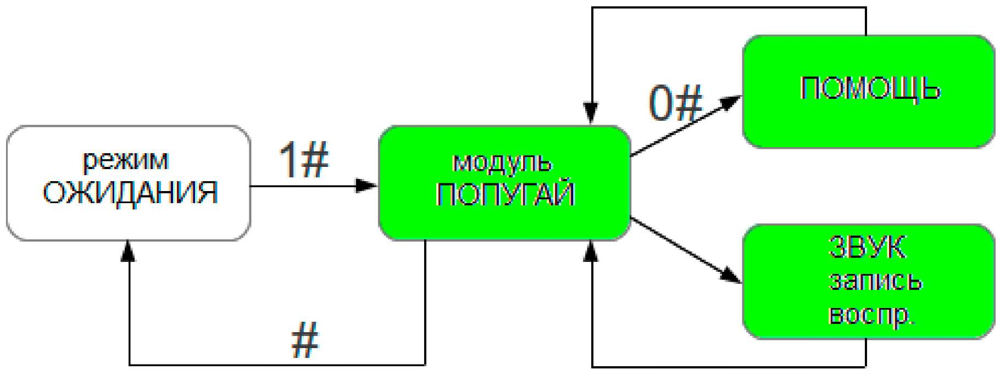 режим
ОЖИДАНИЯ
1#
модуль
ПОПУГАЙ
0#
ПОМОЩЬ
ЗВУК
запись
воспр.
#